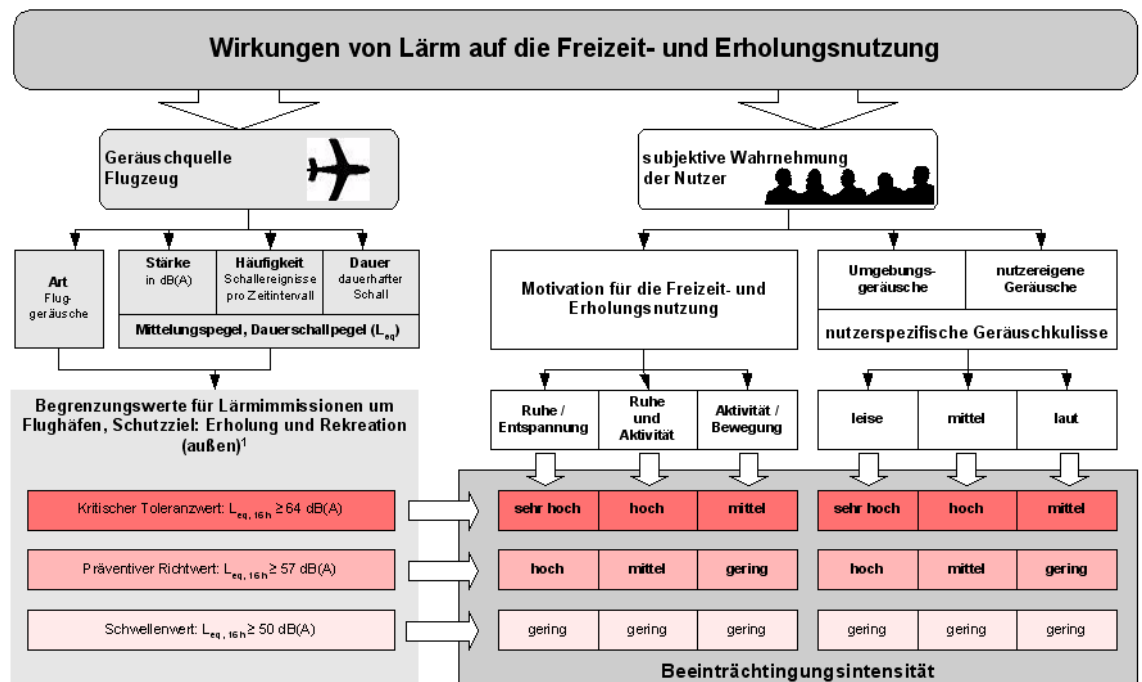 Wirkungen von Lärm auf die Freizeit- und Erholungsnutzung
Geräuschquelle
Flugzeug
subjektive Wahrnehmung
der Nutzer
Art
Flug-
geräusche
Stärke
in dB(A)
Häufigkeit
Schallereignisse
pro Zeitintervall
Dauer
dauerhafter
Schall
Mittelungspegel, Dauerschallpegel (Leq)
Motivation für die Freizeit- und
Erholungsnutzung
Umgebungs-
geräusche
nutzereigene
Geräusche
nutzerspezifische Geräuschkulisse
Ruhe /
Entspannung
Ruhe
und
Aktivität
Aktivität /
Bewegung
leise
mittel
laut
Begrenzungswerte für Lärmimmissionen um
Flughäfen, Schutzziel: Erholung und Rekreation
(außen)¹
Kritischer Toleranzwert: Leq, 16 h ≥ 64 dB(A)
sehr hoch hoch mittel sehr hoch hoch mittel
Präventiver Richtwert: Leq, 16 h ≥ 57 dB(A)
hoch mittel gering hoch mittel gering
Schwellenwert: Leq, 16 h ≥ 50 dB(A)
gering gering gering gering gering gering
Beeinträchtingungsintensität